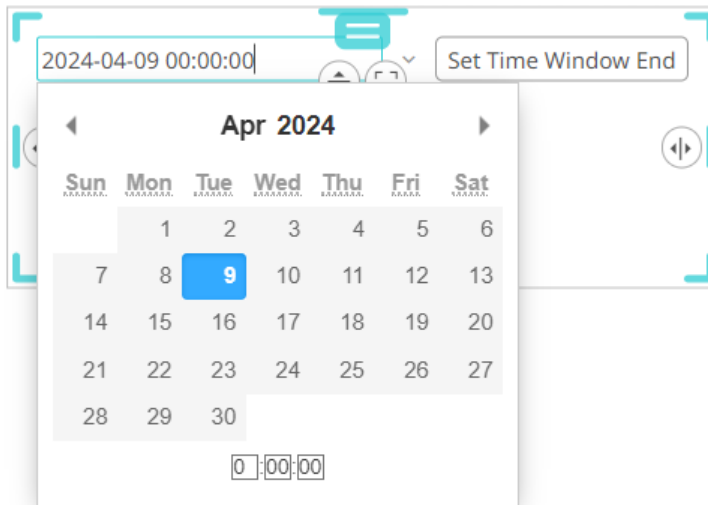 2024-04-09 00:00:00
Set Time Window End
Apr 2024
Sun Mon Tue Wed Thu Fri Sat
1 2 3 4 5 6
7 8 9 10 11 12 13
14 15 16 17 18 19 20
21 22 23 24 25 26 27
28 29 30
0 :00:00